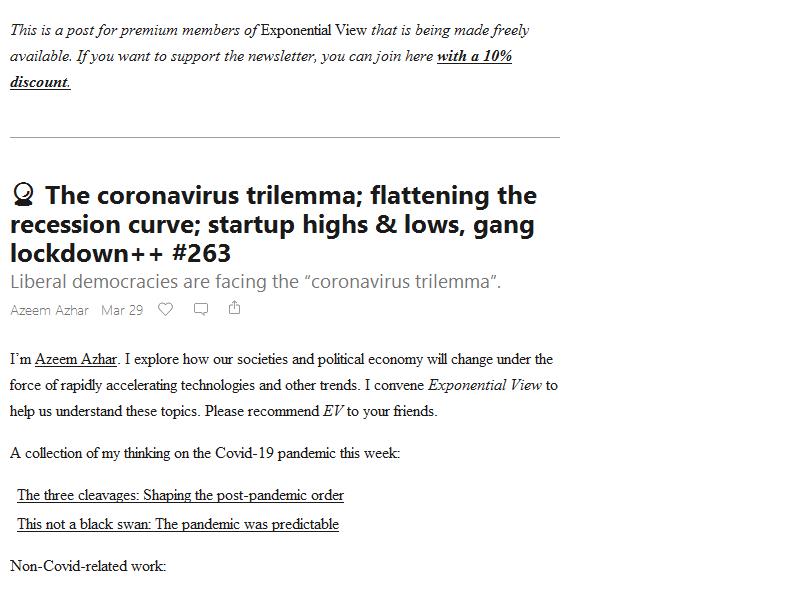 This is a post for premium members of Exponential View that is being made freely
available. If you want to support the newsletter, you can join here with a 10%
discount.
The coronavirus trilemma; flattening the
recession curve; startup highs & lows, gang
lockdown++ #263
Liberal democracies are facing the “coronavirus trilemma”.
Azeem Azhar Mar 29
I’m Azeem Azhar. I explore how our societies and political economy will change under the
force of rapidly accelerating technologies and other trends. I convene Exponential View to
help us understand these topics. Please recommend EV to your friends.
A collection of my thinking on the Covid-19 pandemic this week:
The three cleavages: Shaping the post-pandemic order
This not a black swan: The pandemic was predictable
Non-Covid-related work: